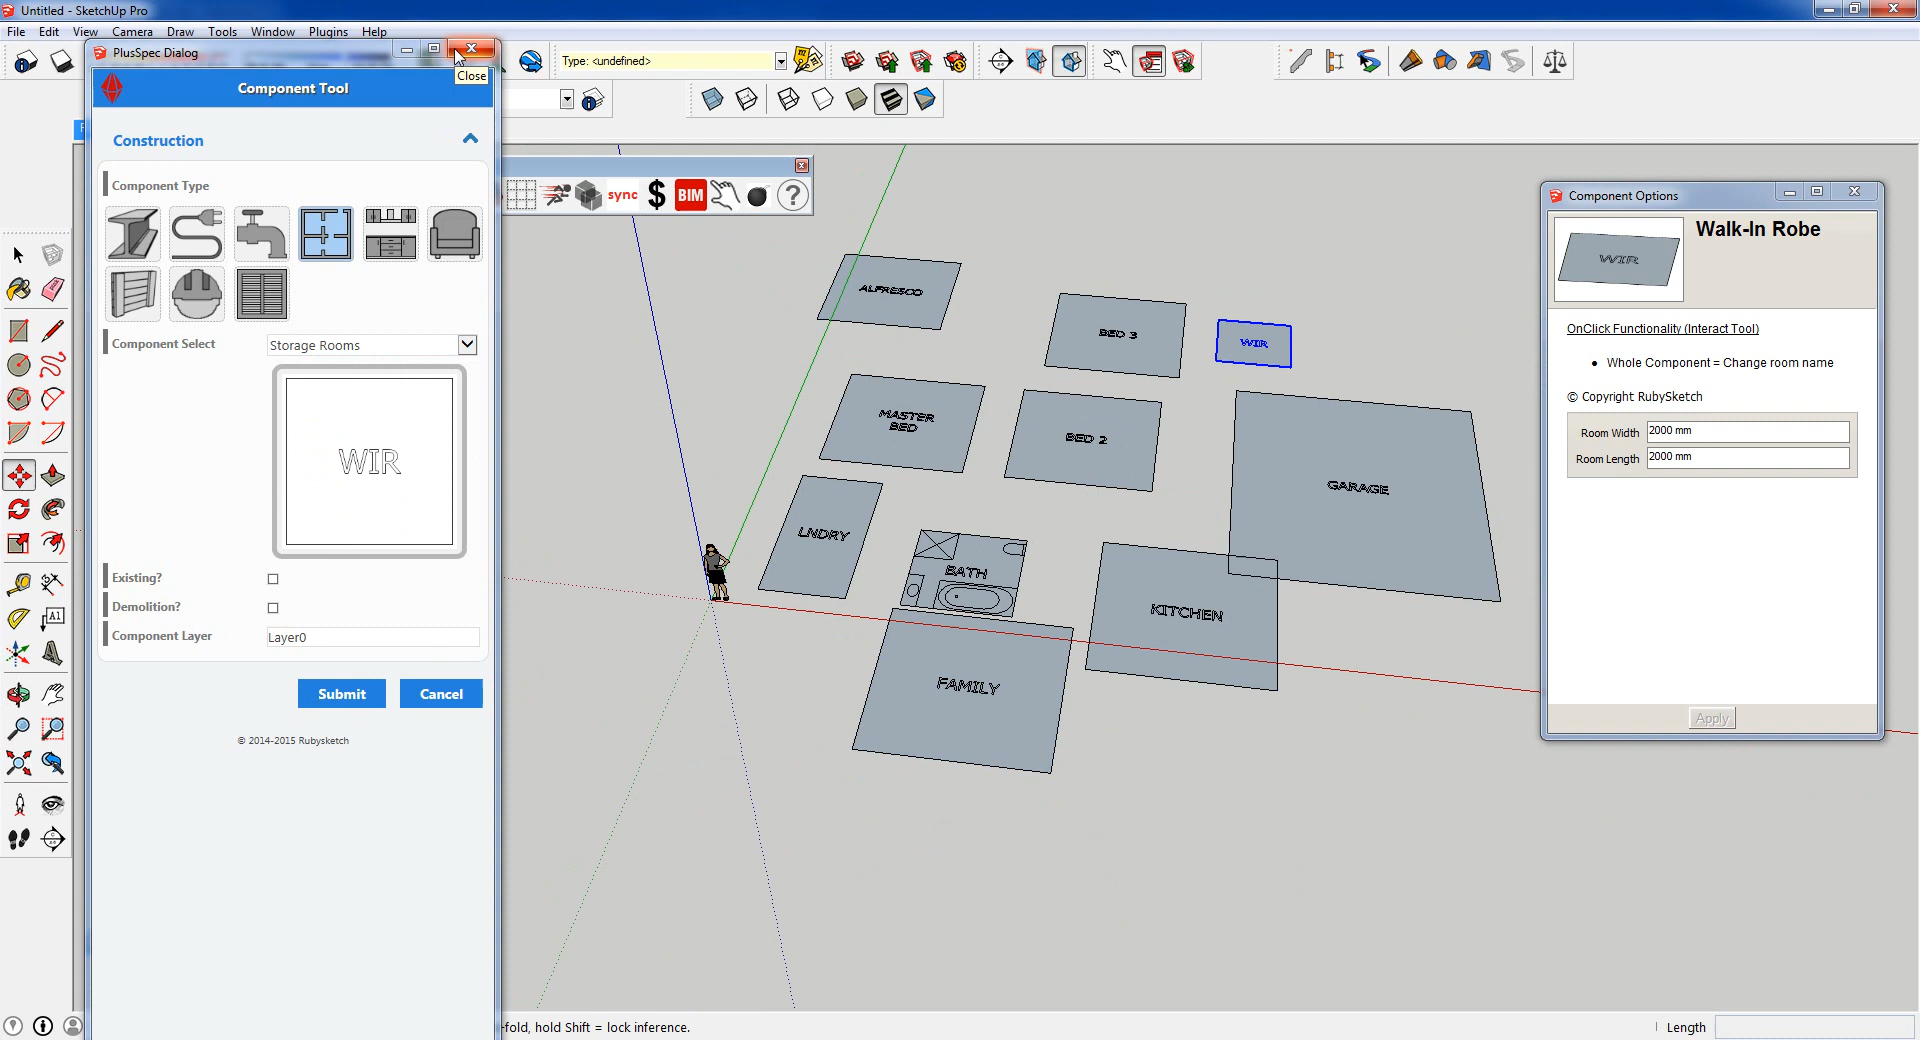 Untitled - SketchUp Pro
File Edit View Camera Draw Tools Window Plugins Help
PlusSpec Dialog
Close
Type: <undefined>
Component Tool
Construction
Component Type
Component Select
Storage Rooms
WIR
Existing?
Demolition?
Component Layer
Layer0
Submit
Cancel
© 2014-2015 Rubysketch
A1
sync
$
BIM
?
ALFRESCO
BED 3
WIR
MASTER
BED
BED 2
GARAGE
LNDRY
BATH
KITCHEN
FAMILY
Component Options
WIR
Walk-In Robe
OnClick Functionality (Interact Tool)
• Whole Component = Change room name
© Copyright RubySketch
Room Width 2000 mm
Room Length 2000 mm
Apply
-fold, hold Shift = lock inference.
Length